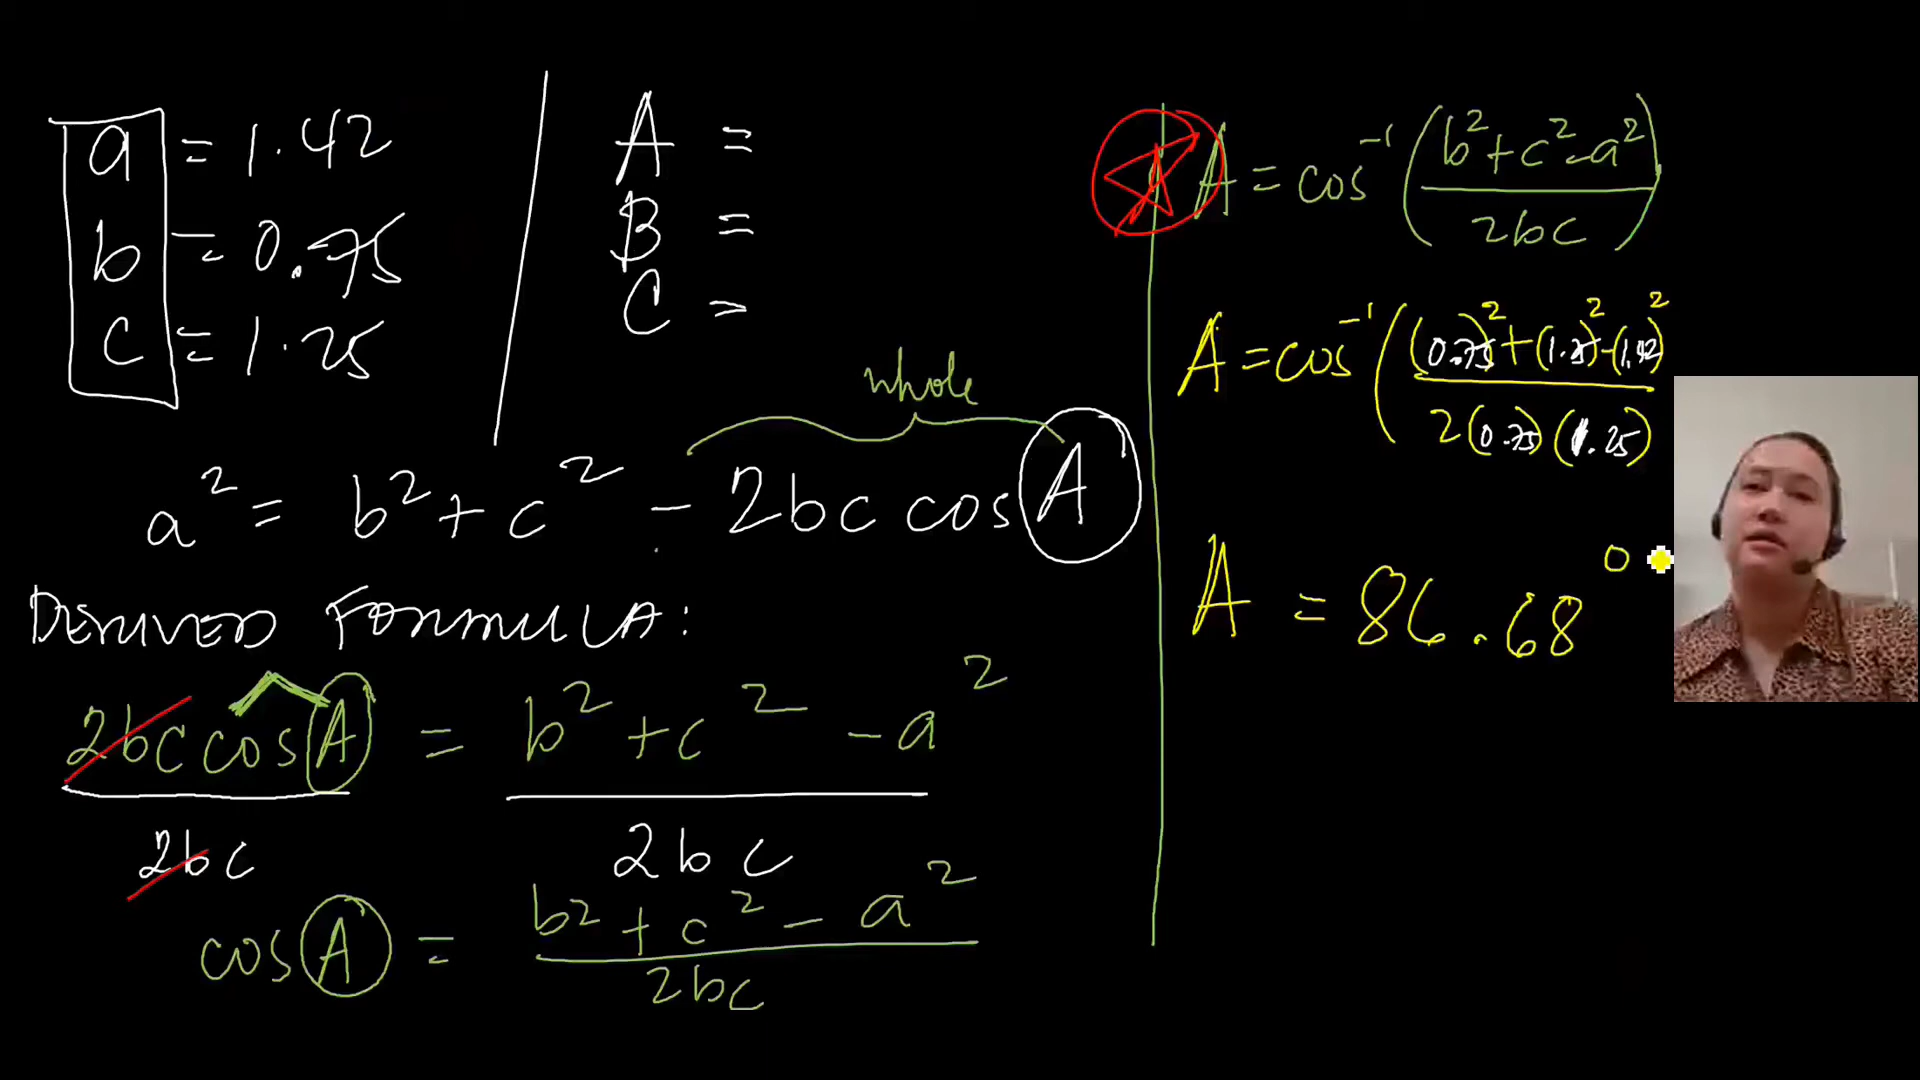 a = 1.42
b = 0.75
c = 1.25
A =
B =
C =
whole
a² = b² + c² - 2bc cos A
DERIVED FORMULA:
2bc cos A = b² + c² - a²
2bc 2bc
cos A = b² + c² - a²
2bc
A = cos⁻¹ (b² + c² - a²)
2bc
A = cos⁻¹ ((0.75)² + (1.25)² - (1.42)²
2(0.75)(1.25)
A = 86.68°